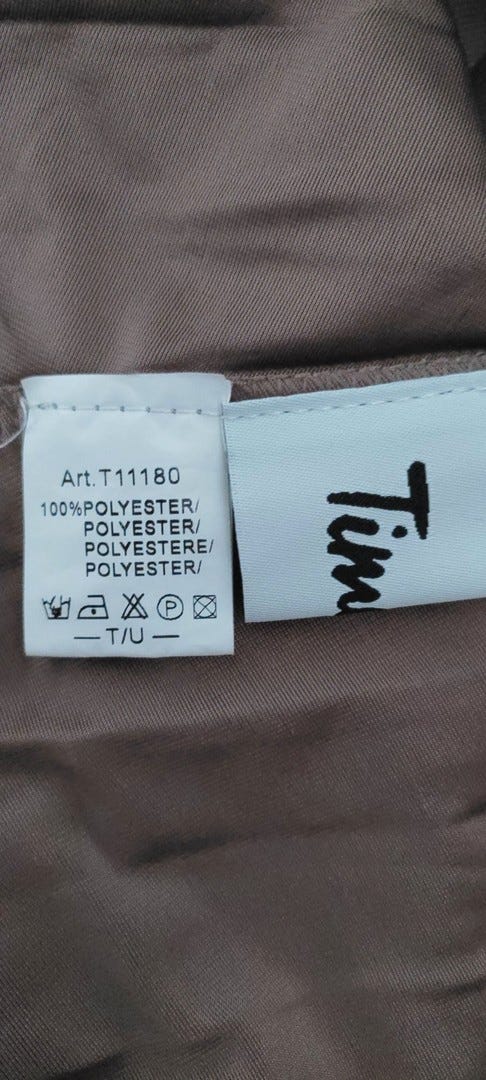 Art.T11180
100%POLYESTER/
POLYESTER/
POLYESTERE/
POLYESTER/
P
— T/U —